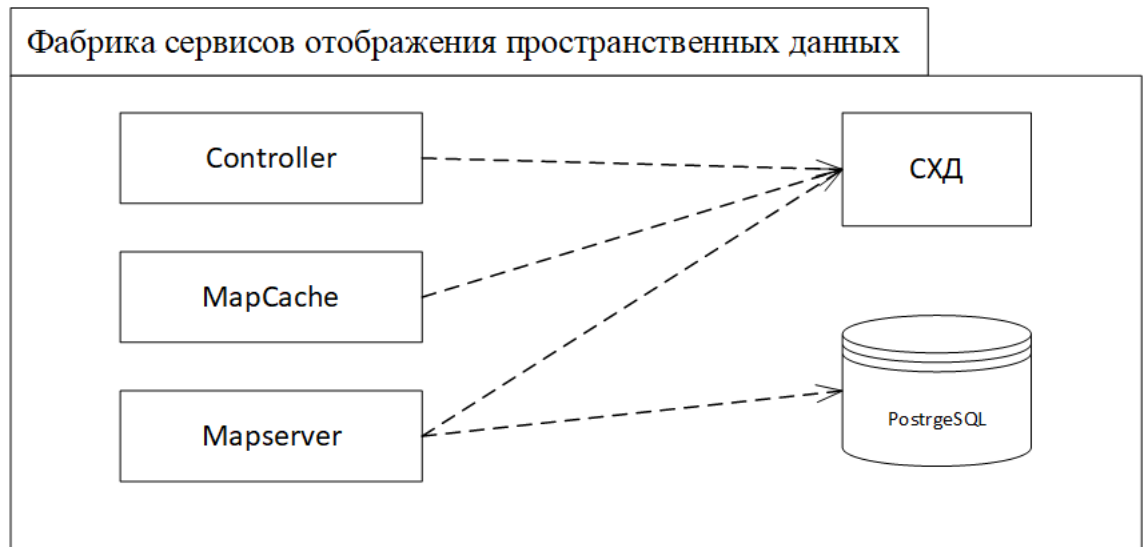 Фабрика сервисов отображения пространственных данных
Controller
СХД
MapCache
Mapserver
PostrgeSQL